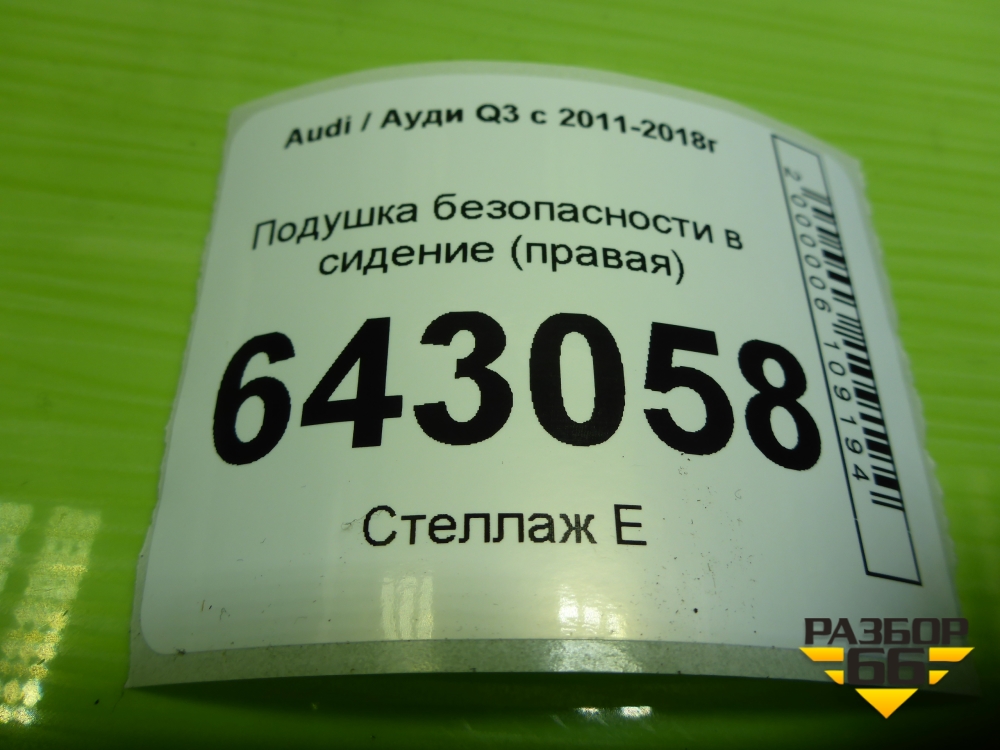 Audi / Ауди Q3 с 2011-2018г
Подушка безопасности в
сидение (правая)
643058
Стеллаж Е
2000006109194
РАЗБОР
66